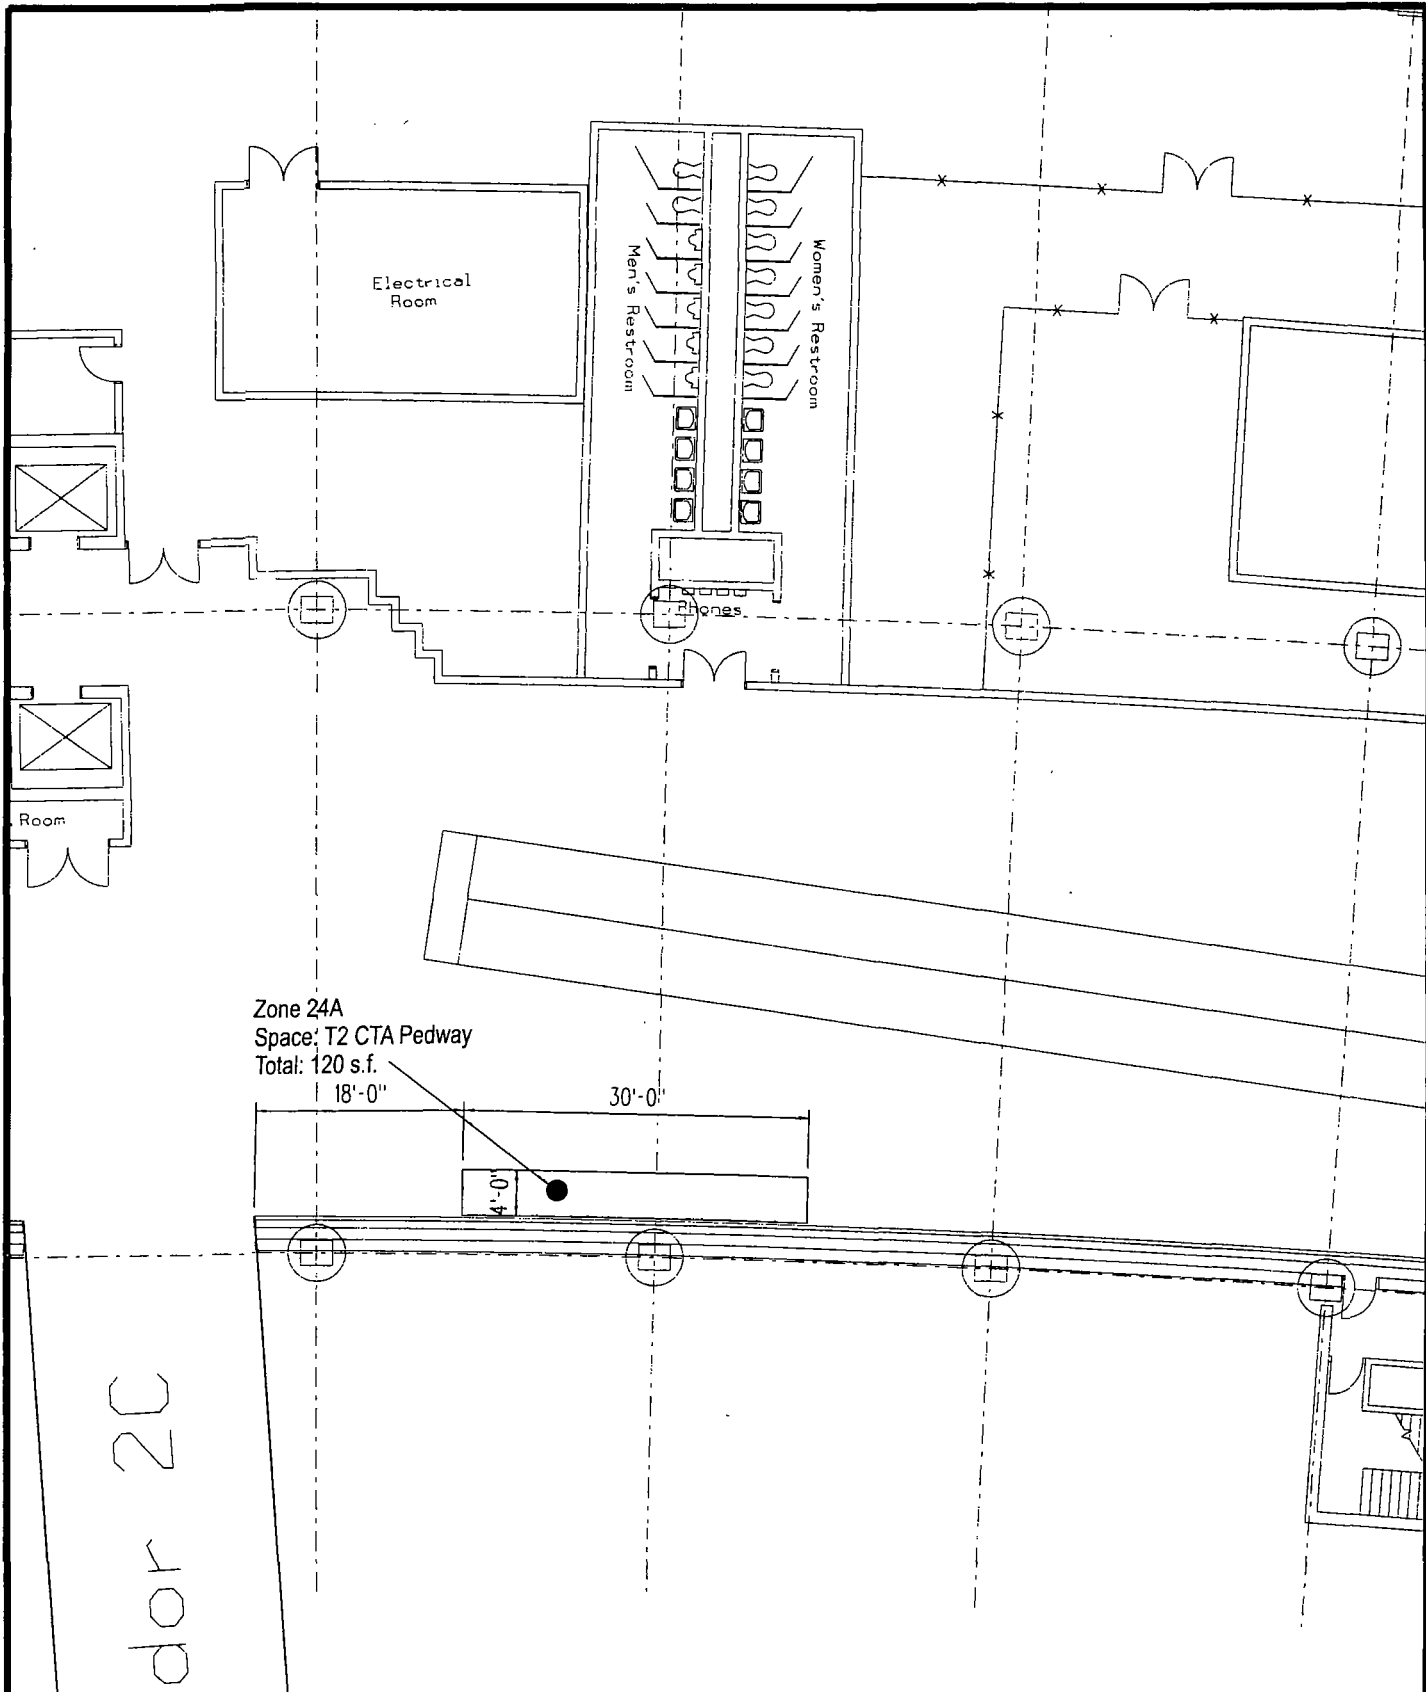 Electrical
Room
Men's Restroom
Women's Restroom
Phones
Room
Zone 24A
Space: T2 CTA Pedway
Total: 120 s.f.
18'-0"
30'-0"
4'-0"
dor 2C